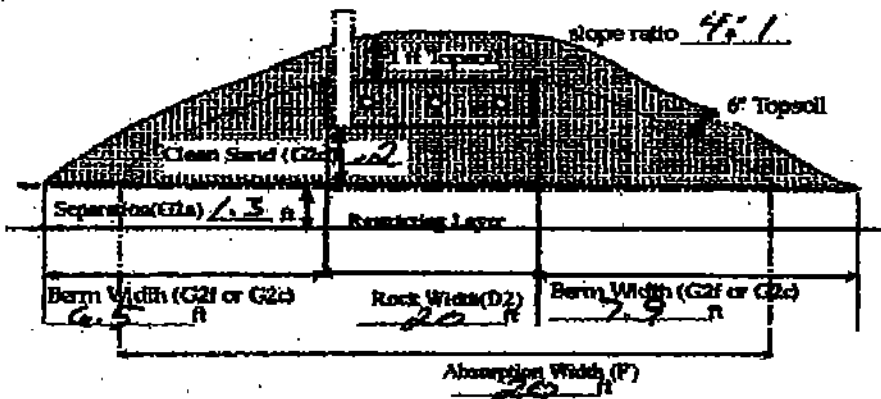 slope ratio 4:1
1 ft Topsoil
6" Topsoil
Clean Sand (G2c) .2
Separation(G1a) 1.3 ft
Restricting Layer
Berm Width (G2f or G2c)
6.5 ft
Rock Width(D2)
20 ft
Berm Width (G2f or G2c)
7.9 ft
Absorption Width (F)
20 ft